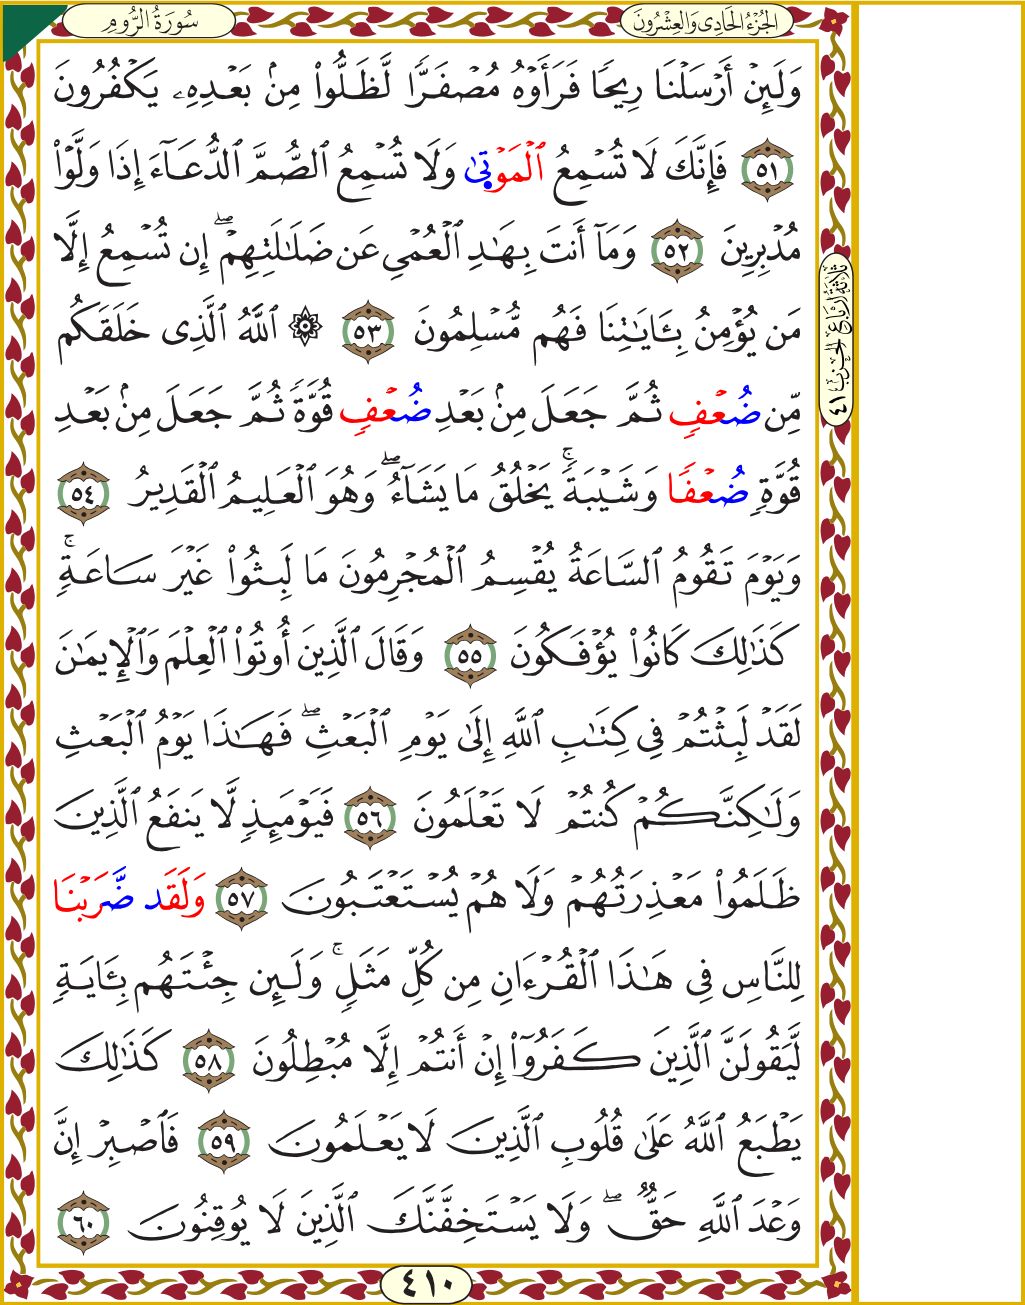 سُورَةُ الرُّومِ
الجُزْءُ الحَادِى وَالعِشْرُونَ
وَلَئِنۡ أَرۡسَلۡنَا رِيحٗا فَرَأَوۡهُ مُصۡفَرّٗا لَّظَلُّواْ مِنۢ بَعۡدِهِۦ يَكۡفُرُونَ
٥١ فَإِنَّكَ لَا تُسۡمِعُ ٱلۡمَوۡتَىٰ وَلَا تُسۡمِعُ ٱلصُّمَّ ٱلدُّعَآءَ إِذَا وَلَّوۡاْ
مُدۡبِرِينَ ٥٢ وَمَآ أَنتَ بِهَٰدِ ٱلۡعُمۡيِ عَن ضَلَٰلَتِهِمۡۖ إِن تُسۡمِعُ إِلَّا
مَن يُؤۡمِنُ بِـَٔايَٰتِنَا فَهُم مُّسۡلِمُونَ ٥٣ ۞ ٱللَّهُ ٱلَّذِى خَلَقَكُم
مِّن ضُعۡفٖ ثُمَّ جَعَلَ مِنۢ بَعۡدِ ضُعۡفٖ قُوَّةٗ ثُمَّ جَعَلَ مِنۢ بَعۡدِ
قُوَّةٖ ضُعۡفٗا وَشَيۡبَةٗۚ يَخۡلُقُ مَا يَشَآءُۖ وَهُوَ ٱلۡعَلِيمُ ٱلۡقَدِيرُ ٥٤
وَيَوۡمَ تَقُومُ ٱلسَّاعَةُ يُقۡسِمُ ٱلۡمُجۡرِمُونَ مَا لَبِثُواْ غَيۡرَ سَاعَةٖۚ
كَذَٰلِكَ كَانُواْ يُؤۡفَكُونَ ٥٥ وَقَالَ ٱلَّذِينَ أُوتُواْ ٱلۡعِلۡمَ وَٱلۡإِيمَٰنَ
لَقَدۡ لَبِثۡتُمۡ فِي كِتَٰبِ ٱللَّهِ إِلَىٰ يَوۡمِ ٱلۡبَعۡثِۖ فَهَٰذَا يَوۡمُ ٱلۡبَعۡثِ
وَلَٰكِنَّكُمۡ كُنتُمۡ لَا تَعۡلَمُونَ ٥٦ فَيَوۡمَئِذٖ لَّا يَنفَعُ ٱلَّذِينَ
ظَلَمُواْ مَعۡذِرَتُهُمۡ وَلَا هُمۡ يُسۡتَعۡتَبُونَ ٥٧ وَلَقَد ضَّرَبۡنَا
لِلنَّاسِ فِي هَٰذَا ٱلۡقُرۡءَانِ مِن كُلِّ مَثَلٖۚ وَلَئِن جِئۡتَهُم بِـَٔايَةٖ
لَّيَقُولَنَّ ٱلَّذِينَ كَفَرُوٓاْ إِنۡ أَنتُمۡ إِلَّا مُبۡطِلُونَ ٥٨ كَذَٰلِكَ
يَطۡبَعُ ٱللَّهُ عَلَىٰ قُلُوبِ ٱلَّذِينَ لَا يَعۡلَمُونَ ٥٩ فَٱصۡبِرۡ إِنَّ
وَعۡدَ ٱللَّهِ حَقّٞۖ وَلَا يَسۡتَخِفَّنَّكَ ٱلَّذِينَ لَا يُوقِنُونَ ٦٠
ثَلَاثَةُ أَرْبَاعِ الحِزْبِ ٤١
٤١٠